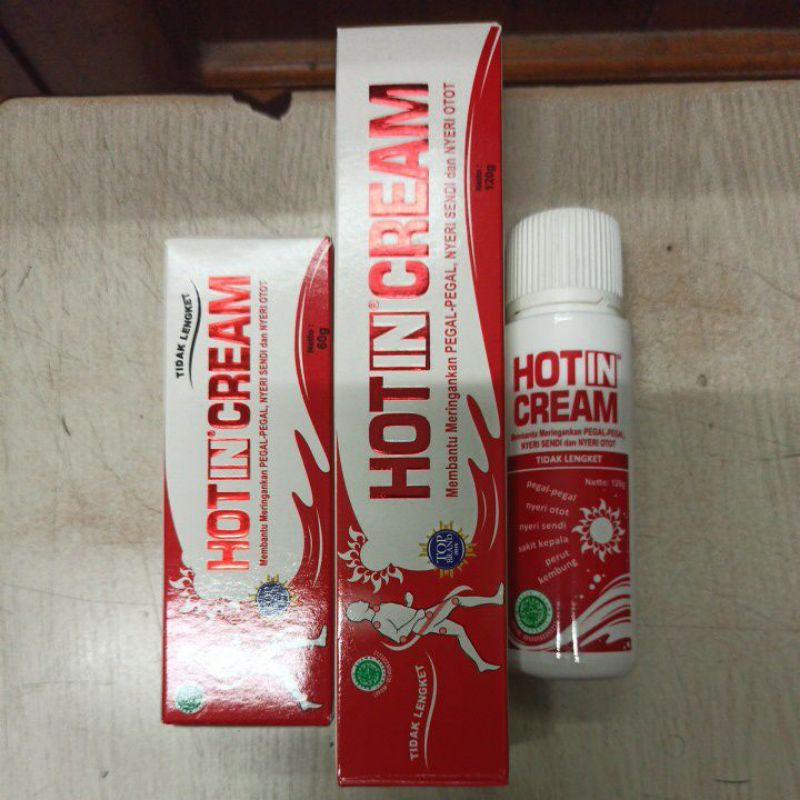 TIDAK LENGKET
HOT IN® CREAM
Membantu Meringankan PEGAL-PEGAL, NYERI SENDI dan NYERI OTOT
Netto :
60g
HOT IN® CREAM
Membantu Meringankan PEGAL-PEGAL, NYERI SENDI dan NYERI OTOT
Netto :
120g
TOP
BRAND
TIDAK LENGKET
HOT IN®
CREAM
Membantu Meringankan PEGAL-PEGAL,
NYERI SENDI dan NYERI OTOT
TIDAK LENGKET
Netto: 120g
pegal-pegal
nyeri otot
nyeri sendi
sakit kepala
perut
kembung